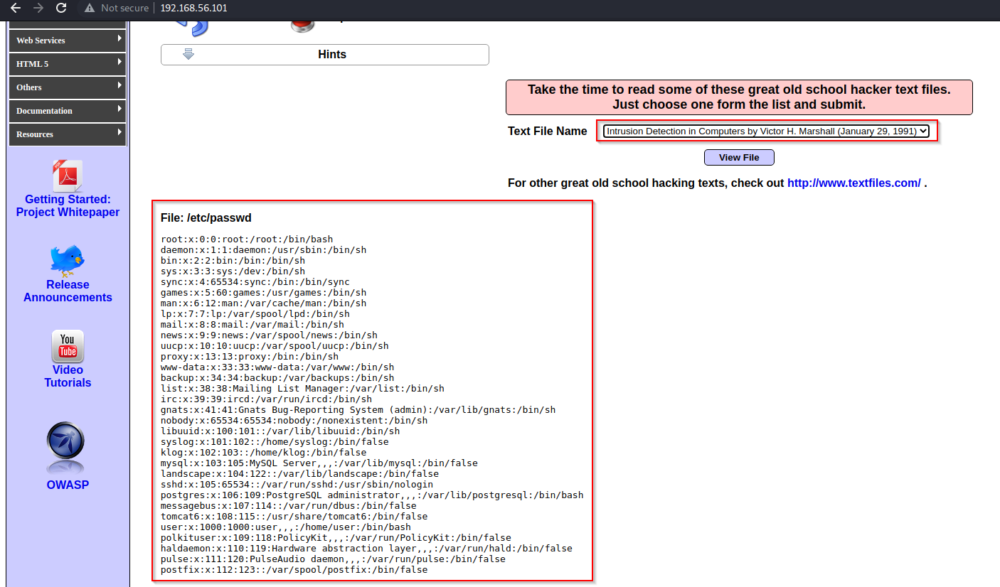 Not secure
192.168.56.101
Web Services
HTML 5
Others
Documentation
Resources
Getting Started:
Project Whitepaper
Release
Announcements
You
Tube
Video
Tutorials
OWASP
Hints
Take the time to read some of these great old school hacker text files.
Just choose one form the list and submit.
Text File Name
Intrusion Detection in Computers by Victor H. Marshall (January 29, 1991)
View File
For other great old school hacking texts, check out http://www.textfiles.com/ .
File: /etc/passwd
root:x:0:0:root:/root:/bin/bash
daemon:x:1:1:daemon:/usr/sbin:/bin/sh
bin:x:2:2:bin:/bin:/bin/sh
sys:x:3:3:sys:/dev:/bin/sh
sync:x:4:65534:sync:/bin:/bin/sync
games:x:5:60:games:/usr/games:/bin/sh
man:x:6:12:man:/var/cache/man:/bin/sh
lp:x:7:7:lp:/var/spool/lpd:/bin/sh
mail:x:8:8:mail:/var/mail:/bin/sh
news:x:9:9:news:/var/spool/news:/bin/sh
uucp:x:10:10:uucp:/var/spool/uucp:/bin/sh
proxy:x:13:13:proxy:/bin:/bin/sh
www-data:x:33:33:www-data:/var/www:/bin/sh
backup:x:34:34:backup:/var/backups:/bin/sh
list:x:38:38:Mailing List Manager:/var/list:/bin/sh
irc:x:39:39:ircd:/var/run/ircd:/bin/sh
gnats:x:41:41:Gnats Bug-Reporting System (admin):/var/lib/gnats:/bin/sh
nobody:x:65534:65534:nobody:/nonexistent:/bin/sh
libuuid:x:100:101::/var/lib/libuuid:/bin/sh
syslog:x:101:102::/home/syslog:/bin/false
klog:x:102:103::/home/klog:/bin/false
mysql:x:103:105:MySQL Server,,,:/var/lib/mysql:/bin/false
landscape:x:104:122::/var/lib/landscape:/bin/false
sshd:x:105:65534::/var/run/sshd:/usr/sbin/nologin
postgres:x:106:109:PostgreSQL administrator,,,:/var/lib/postgresql:/bin/bash
messagebus:x:107:114::/var/run/dbus:/bin/false
tomcat6:x:108:115::/usr/share/tomcat6:/bin/false
user:x:1000:1000:user,,,:/home/user:/bin/bash
polkituser:x:109:118:PolicyKit,,,:/var/run/PolicyKit:/bin/false
haldaemon:x:110:119:Hardware abstraction layer,,,:/var/run/hald:/bin/false
pulse:x:111:120:PulseAudio daemon,,,:/var/run/pulse:/bin/false
postfix:x:112:123::/var/spool/postfix:/bin/false